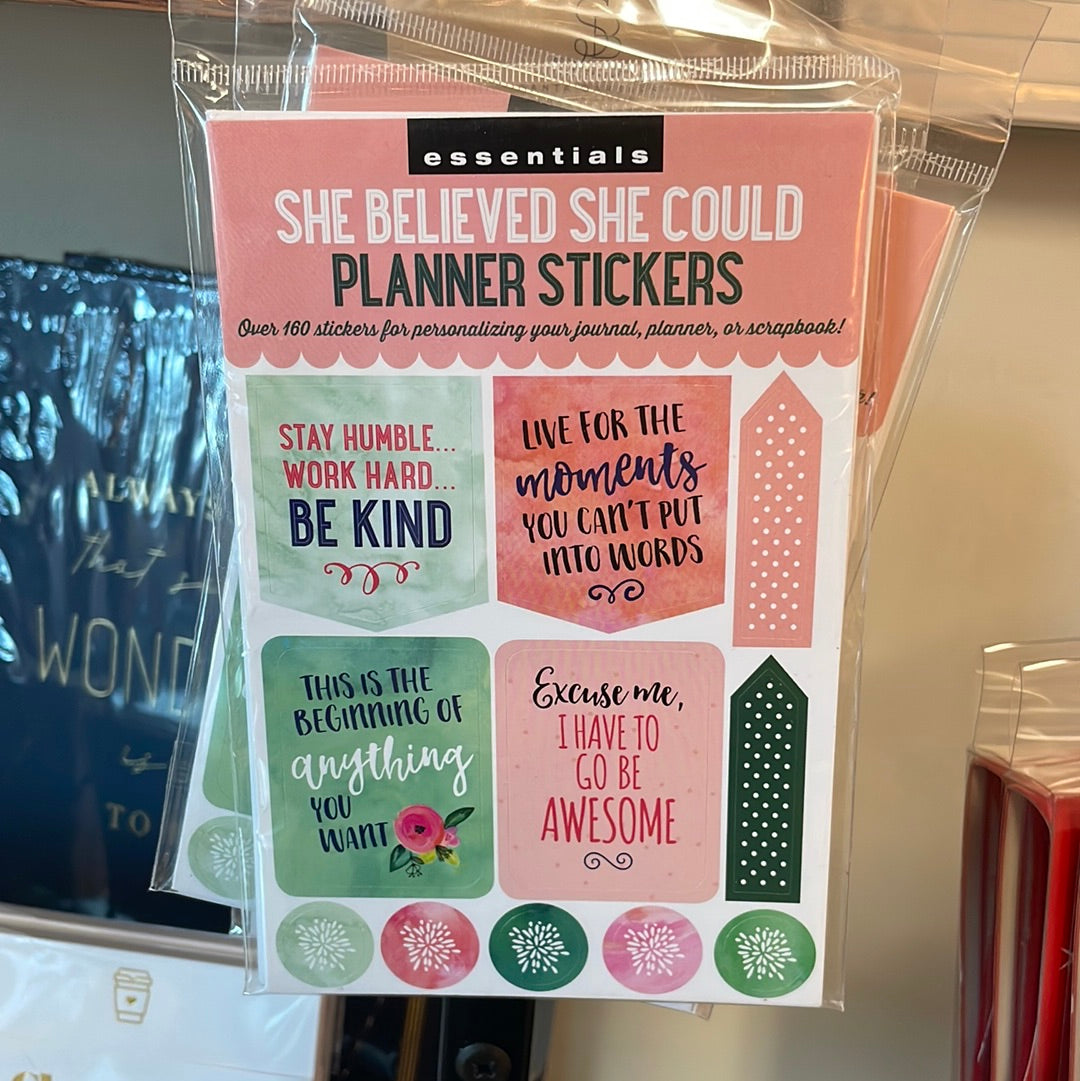 essentials
SHE BELIEVED SHE COULD
PLANNER STICKERS
Over 160 stickers for personalizing your journal, planner, or scrapbook!
STAY HUMBLE...
WORK HARD...
BE KIND
LIVE FOR THE
moments
YOU CAN'T PUT
INTO WORDS
THIS IS THE
BEGINNING OF
anything
YOU
WANT
Excuse me,
I HAVE TO
GO BE
AWESOME
that
TO